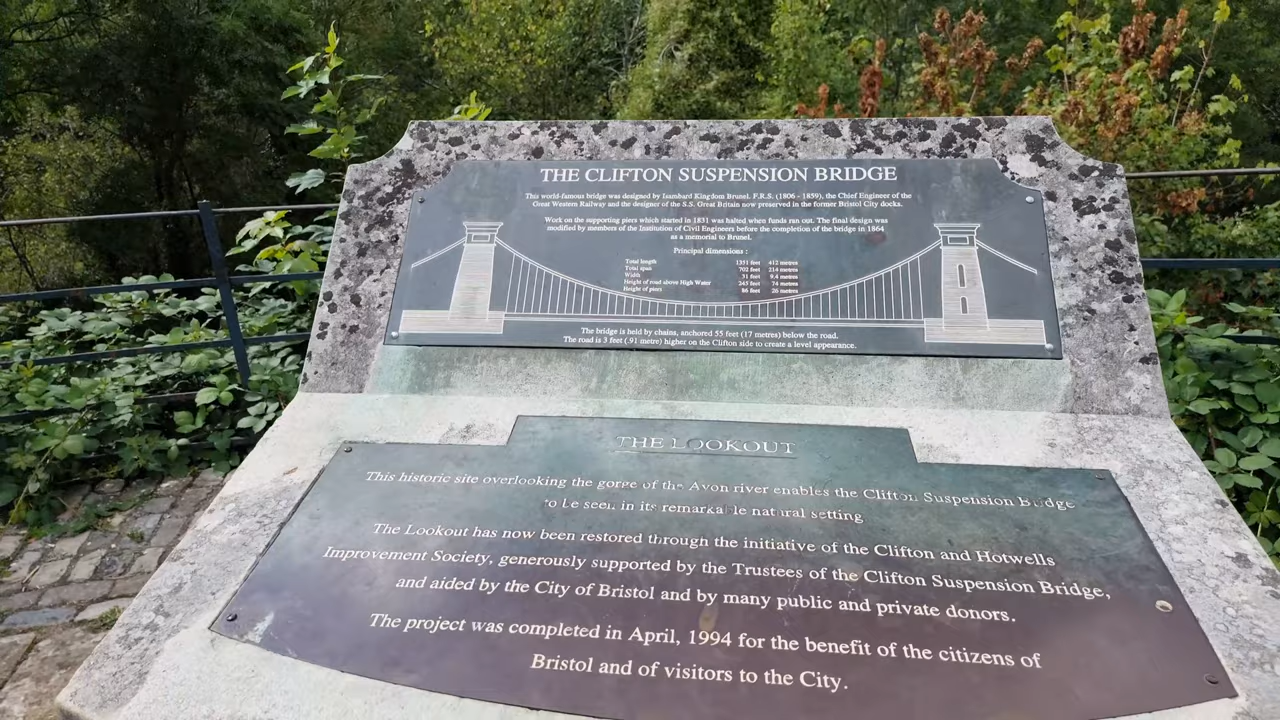 THE CLIFTON SUSPENSION BRIDGE
This world-famous bridge was designed by Isambard Kingdom Brunel. F.R.S. (1806 - 1859), the Chief Engineer of the
Great Western Railway and the designer of the S.S. Great Britain now preserved in the former Bristol City docks.
Work on the supporting piers which started in 1831 was halted when funds ran out. The final design was
modified by members of the Institution of Civil Engineers before the completion of the bridge in 1864
as a memorial to Brunel.
Principal dimensions :
Total length 1351 feet 412 metres
Total span 702 feet 214 metres
Width 31 feet 9.4 metres
Height of road above High Water 245 feet 74 metres
Height of piers 86 feet 26 metres
The bridge is held by chains, anchored 55 feet (17 metres) below the road.
The road is 3 feet (.91 metre) higher on the Clifton side to create a level appearance.
THE LOOKOUT
This historic site overlooking the gorge of the Avon river enables the Clifton Suspension Bridge
to be seen in its remarkable natural setting
The Lookout has now been restored through the initiative of the Clifton and Hotwells
Improvement Society, generously supported by the Trustees of the Clifton Suspension Bridge,
and aided by the City of Bristol and by many public and private donors.
The project was completed in April, 1994 for the benefit of the citizens of
Bristol and of visitors to the City.